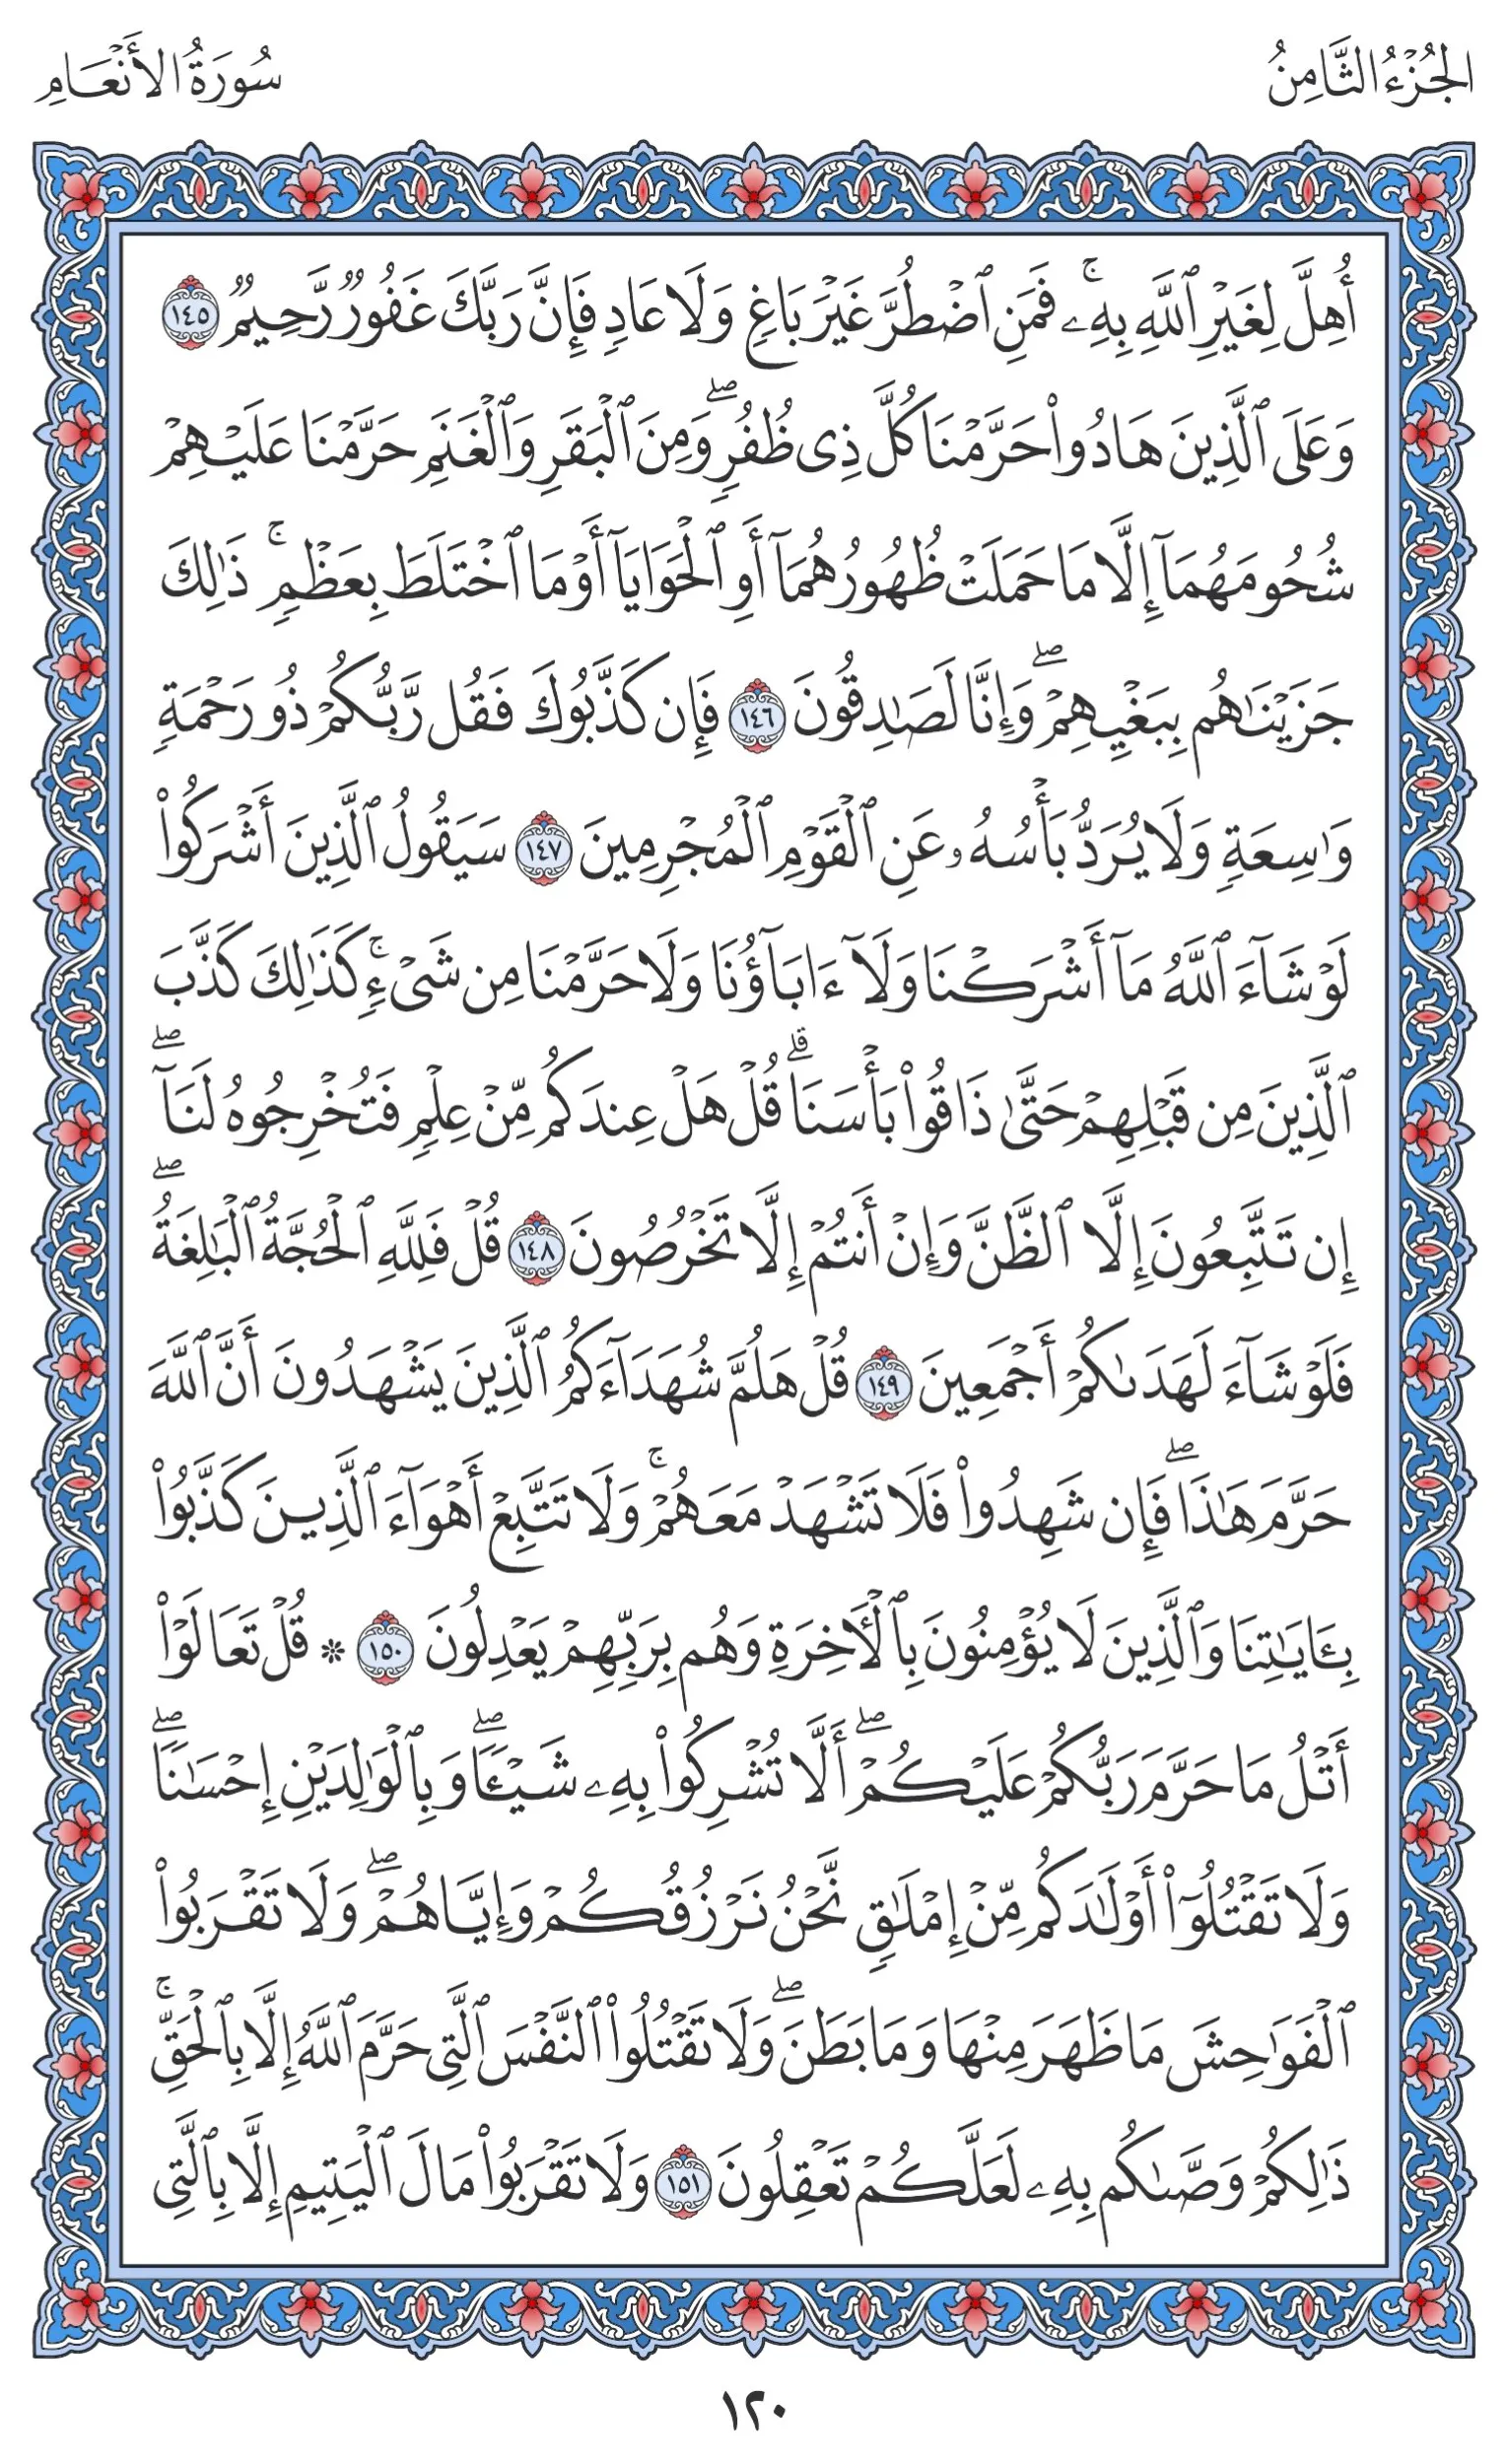 الجُزْءُ الثَّامِنُ
سُورَةُ الأَنْعَامِ
أُهِلَّ لِغَيْرِ ٱللَّهِ بِهِۦۚ فَمَنِ ٱضْطُرَّ غَيْرَ بَاغٍ وَلَا عَادٍ فَإِنَّ رَبَّكَ غَفُورٌ رَّحِيمٌ ١٤٥
وَعَلَى ٱلَّذِينَ هَادُوا۟ حَرَّمْنَا كُلَّ ذِى ظُفُرٍۖ وَمِنَ ٱلْبَقَرِ وَٱلْغَنَمِ حَرَّمْنَا عَلَيْهِمْ
شُحُومَهُمَآ إِلَّا مَا حَمَلَتْ ظُهُورُهُمَآ أَوِ ٱلْحَوَايَآ أَوْ مَا ٱخْتَلَطَ بِعَظْمٍۚ ذَٰلِكَ
جَزَيْنَٰهُم بِبَغْيِهِمْۖ وَإِنَّا لَصَٰدِقُونَ ١٤٦ فَإِن كَذَّبُوكَ فَقُل رَّبُّكُمْ ذُو رَحْمَةٍ
وَٰسِعَةٍ وَلَا يُرَدُّ بَأْسُهُۥ عَنِ ٱلْقَوْمِ ٱلْمُجْرِمِينَ ١٤٧ سَيَقُولُ ٱلَّذِينَ أَشْرَكُوا۟
لَوْ شَآءَ ٱللَّهُ مَآ أَشْرَكْنَا وَلَآ ءَابَآؤُنَا وَلَا حَرَّمْنَا مِن شَىْءٍۚ كَذَٰلِكَ كَذَّبَ
ٱلَّذِينَ مِن قَبْلِهِمْ حَتَّىٰ ذَاقُوا۟ بَأْسَنَاۗ قُلْ هَلْ عِندَكُم مِّنْ عِلْمٍ فَتُخْرِجُوهُ لَنَآۖ
إِن تَتَّبِعُونَ إِلَّا ٱلظَّنَّ وَإِنْ أَنتُمْ إِلَّا تَخْرُصُونَ ١٤٨ قُلْ فَلِلَّهِ ٱلْحُجَّةُ ٱلْبَٰلِغَةُۖ
فَلَوْ شَآءَ لَهَدَىٰكُمْ أَجْمَعِينَ ١٤٩ قُلْ هَلُمَّ شُهَدَآءَكُمُ ٱلَّذِينَ يَشْهَدُونَ أَنَّ ٱللَّهَ
حَرَّمَ هَٰذَاۖ فَإِن شَهِدُوا۟ فَلَا تَشْهَدْ مَعَهُمْۚ وَلَا تَتَّبِعْ أَهْوَآءَ ٱلَّذِينَ كَذَّبُوا۟
بِـَٔايَٰتِنَا وَٱلَّذِينَ لَا يُؤْمِنُونَ بِٱلْـَٔاخِرَةِ وَهُم بِرَبِّهِمْ يَعْدِلُونَ ١٥٠ * قُلْ تَعَالَوْا۟
أَتْلُ مَا حَرَّمَ رَبُّكُمْ عَلَيْكُمْۖ أَلَّا تُشْرِكُوا۟ بِهِۦ شَيْـًٔاۖ وَبِٱلْوَٰلِدَيْنِ إِحْسَٰنًاۖ
وَلَا تَقْتُلُوٓا۟ أَوْلَٰدَكُم مِّنْ إِمْلَٰقٍ نَّحْنُ نَرْزُقُكُمْ وَإِيَّاهُمْۖ وَلَا تَقْرَبُوا۟
ٱلْفَوَٰحِشَ مَا ظَهَرَ مِنْهَا وَمَا بَطَنَۖ وَلَا تَقْتُلُوا۟ ٱلنَّفْسَ ٱلَّتِى حَرَّمَ ٱللَّهُ إِلَّا بِٱلْحَقِّۚ
ذَٰلِكُمْ وَصَّىٰكُم بِهِۦ لَعَلَّكُمْ تَعْقِلُونَ ١٥١ وَلَا تَقْرَبُوا۟ مَالَ ٱلْيَتِيمِ إِلَّا بِٱلَّتِى
١٢٠